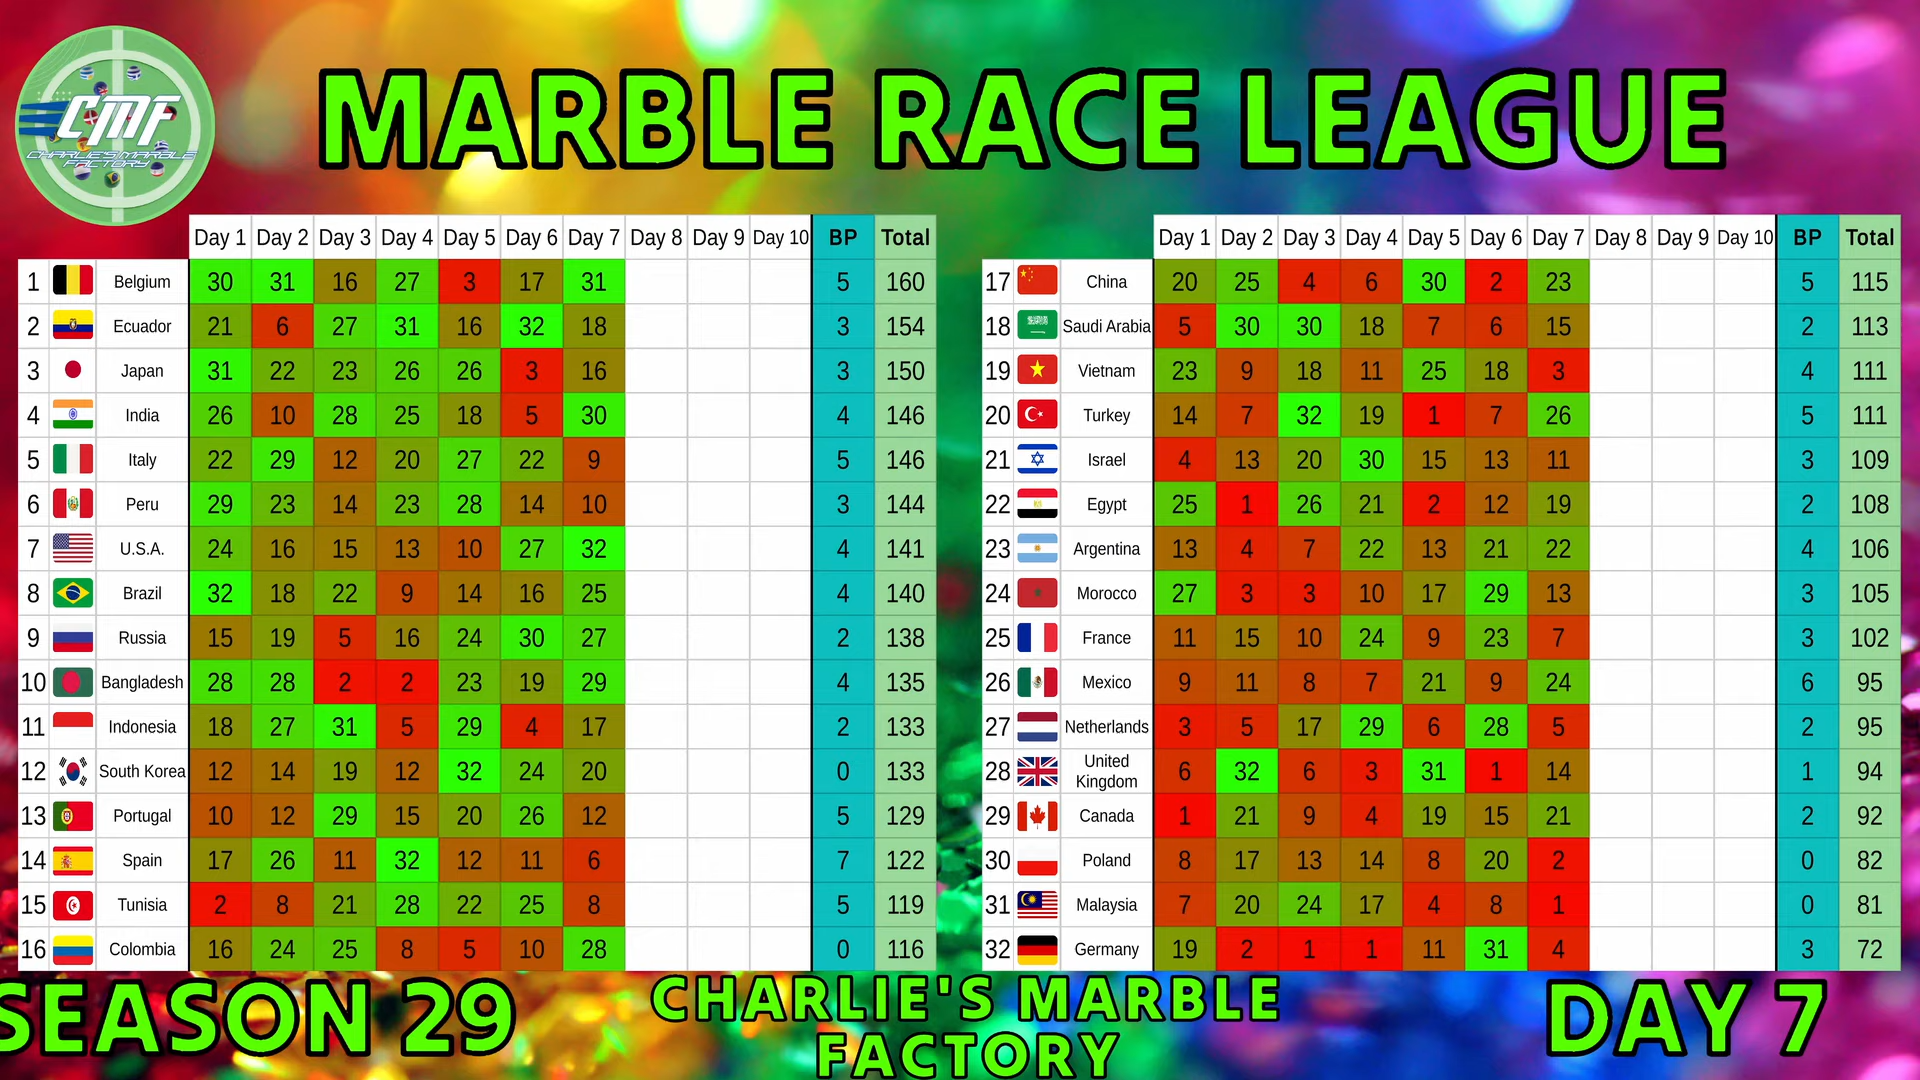 CMF
CHARLIE'S MARBLE
FACTORY
MARBLE RACE LEAGUE
Day 1 Day 2 Day 3 Day 4 Day 5 Day 6 Day 7 Day 8 Day 9 Day 10 BP Total
1 Belgium 30 31 16 27 3 17 31 5 160
2 Ecuador 21 6 27 31 16 32 18 3 154
3 Japan 31 22 23 26 26 3 16 3 150
4 India 26 10 28 25 18 5 30 4 146
5 Italy 22 29 12 20 27 22 9 5 146
6 Peru 29 23 14 23 28 14 10 3 144
7 U.S.A. 24 16 15 13 10 27 32 4 141
8 Brazil 32 18 22 9 14 16 25 4 140
9 Russia 15 19 5 16 24 30 27 2 138
10 Bangladesh 28 28 2 2 23 19 29 4 135
11 Indonesia 18 27 31 5 29 4 17 2 133
12 South Korea 12 14 19 12 32 24 20 0 133
13 Portugal 10 12 29 15 20 26 12 5 129
14 Spain 17 26 11 32 12 11 6 7 122
15 Tunisia 2 8 21 28 22 25 8 5 119
16 Colombia 16 24 25 8 5 10 28 0 116
Day 1 Day 2 Day 3 Day 4 Day 5 Day 6 Day 7 Day 8 Day 9 Day 10 BP Total
17 China 20 25 4 6 30 2 23 5 115
18 Saudi Arabia 5 30 30 18 7 6 15 2 113
19 Vietnam 23 9 18 11 25 18 3 4 111
20 Turkey 14 7 32 19 1 7 26 5 111
21 Israel 4 13 20 30 15 13 11 3 109
22 Egypt 25 1 26 21 2 12 19 2 108
23 Argentina 13 4 7 22 13 21 22 4 106
24 Morocco 27 3 3 10 17 29 13 3 105
25 France 11 15 10 24 9 23 7 3 102
26 Mexico 9 11 8 7 21 9 24 6 95
27 Netherlands 3 5 17 29 6 28 5 2 95
28 United Kingdom 6 32 6 3 31 1 14 1 94
29 Canada 1 21 9 4 19 15 21 2 92
30 Poland 8 17 13 14 8 20 2 0 82
31 Malaysia 7 20 24 17 4 8 1 0 81
32 Germany 19 2 1 1 11 31 4 3 72
SEASON 29
CHARLIE'S MARBLE
FACTORY
DAY 7